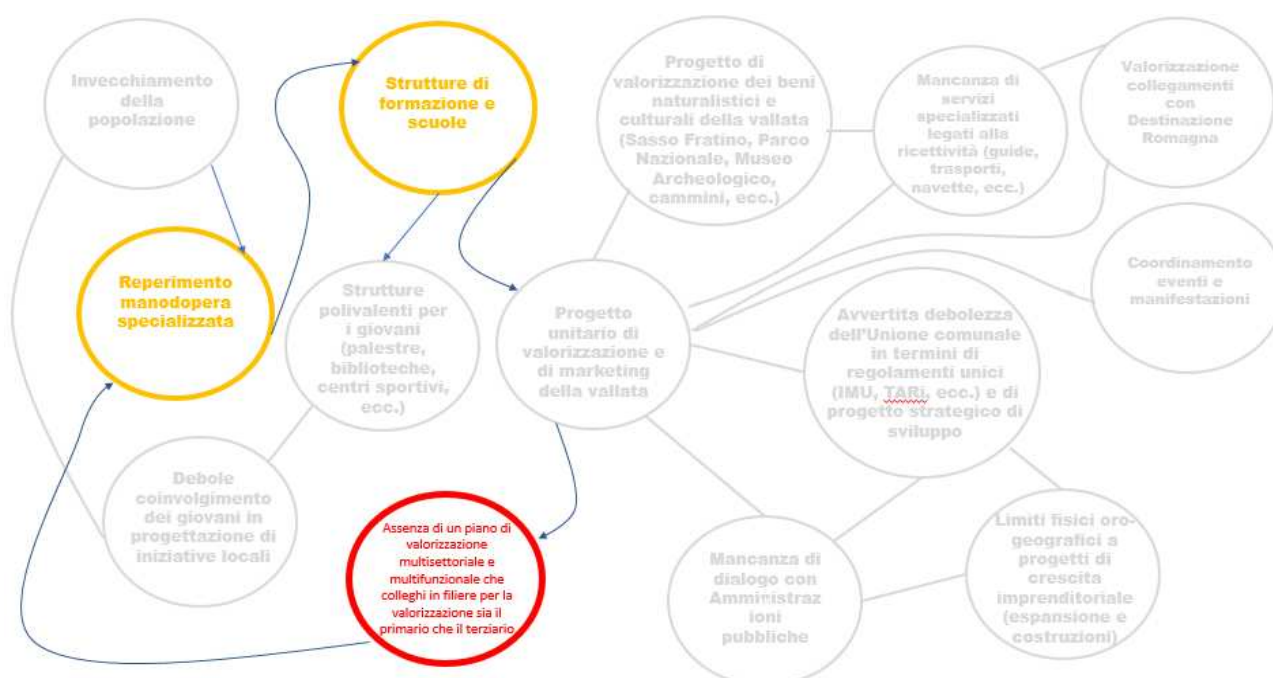 Invecchiamento
della
popolazione
Strutture di
formazione e
scuole
Progetto di
valorizzazione dei beni
naturalistici e
culturali della vallata
(Sasso Fratino, Parco
Nazionale, Museo
Archeologico,
cammini, ecc.)
Mancanza di
servizi
specializzati
legati alla
ricettività (guide,
trasporti,
navette, ecc.)
Valorizzazione
collegamenti
con
Destinazione
Romagna
Reperimento
manodopera
specializzata
Strutture
polivalenti per
i giovani
(palestre,
biblioteche,
centri sportivi,
ecc.)
Progetto
unitario di
valorizzazione e
di marketing
della vallata
Coordinamento
eventi e
manifestazioni
Avvertita debolezza
dell'Unione comunale
in termini di
regolamenti unici
(IMU, TARi, ecc.) e di
progetto strategico di
sviluppo
Debole
coinvolgimento
dei giovani in
progettazione di
iniziative locali
Assenza di un piano di
valorizzazione
multisettoriale e
multifunzionale che
colleghi in filiere per la
valorizzazione sia il
primario che il terziario
Mancanza di
dialogo con
Amministraz
ioni
pubbliche
Limiti fisici oro-
geografici a
progetti di
crescita
imprenditoriale
(espansione e
costruzioni)